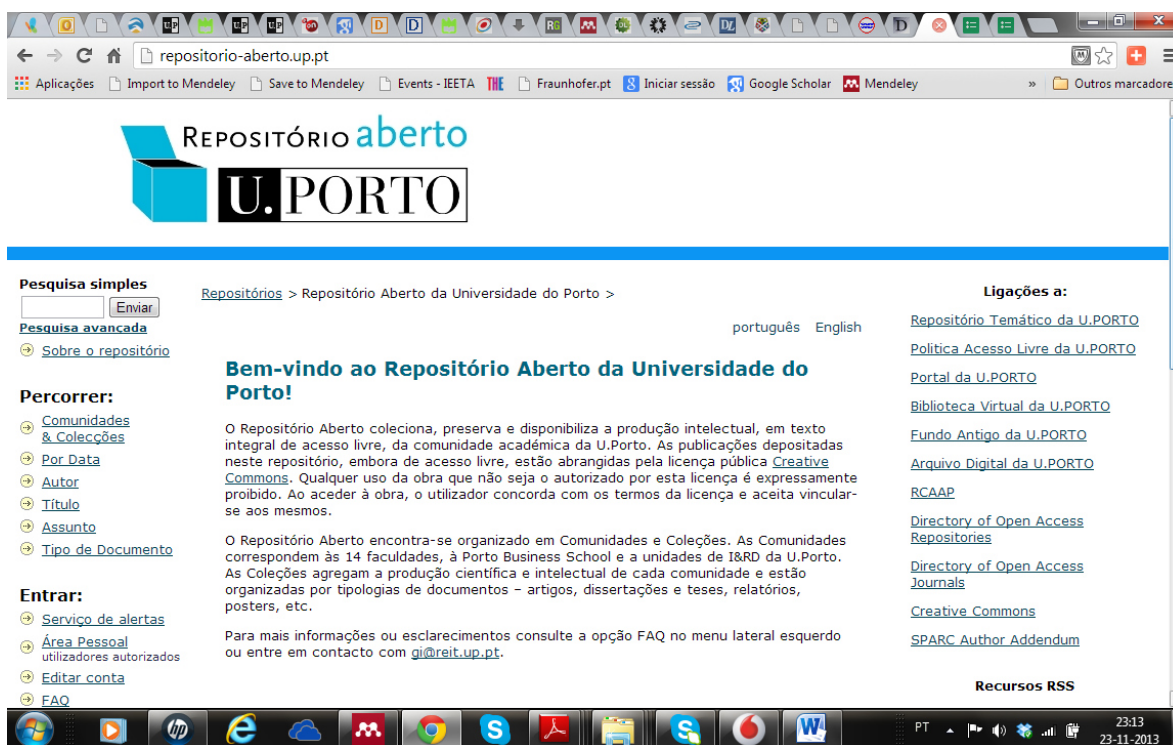 repositorio-aberto.up.pt
Aplicações Import to Mendeley Save to Mendeley Events - IEETA THE Fraunhofer.pt Iniciar sessão Google Scholar Mendeley » Outros marcadore
REPOSITÓRIO aberto
U. PORTO
Pesquisa simples
Enviar
Pesquisa avancada
Sobre o repositório
Percorrer:
Comunidades
& Colecções
Por Data
Autor
Título
Assunto
Tipo de Documento
Entrar:
Serviço de alertas
Área Pessoal
utilizadores autorizados
Editar conta
FAQ
Repositórios > Repositório Aberto da Universidade do Porto >
português English
Bem-vindo ao Repositório Aberto da Universidade do
Porto!
O Repositório Aberto coleciona, preserva e disponibiliza a produção intelectual, em texto
integral de acesso livre, da comunidade académica da U.Porto. As publicações depositadas
neste repositório, embora de acesso livre, estão abrangidas pela licença pública Creative
Commons. Qualquer uso da obra que não seja o autorizado por esta licença é expressamente
proibido. Ao aceder à obra, o utilizador concorda com os termos da licença e aceita vincular-
se aos mesmos.
O Repositório Aberto encontra-se organizado em Comunidades e Coleções. As Comunidades
correspondem às 14 faculdades, à Porto Business School e a unidades de I&RD da U.Porto.
As Coleções agregam a produção científica e intelectual de cada comunidade e estão
organizadas por tipologias de documentos – artigos, dissertações e teses, relatórios,
posters, etc.
Para mais informações ou esclarecimentos consulte a opção FAQ no menu lateral esquerdo
ou entre em contacto com gi@reit.up.pt.
Ligações a:
Repositório Temático da U.PORTO
Politica Acesso Livre da U.PORTO
Portal da U.PORTO
Biblioteca Virtual da U.PORTO
Fundo Antigo da U.PORTO
Arquivo Digital da U.PORTO
RCAAP
Directory of Open Access
Repositories
Directory of Open Access
Journals
Creative Commons
SPARC Author Addendum
Recursos RSS
PT
23:13
23-11-2013